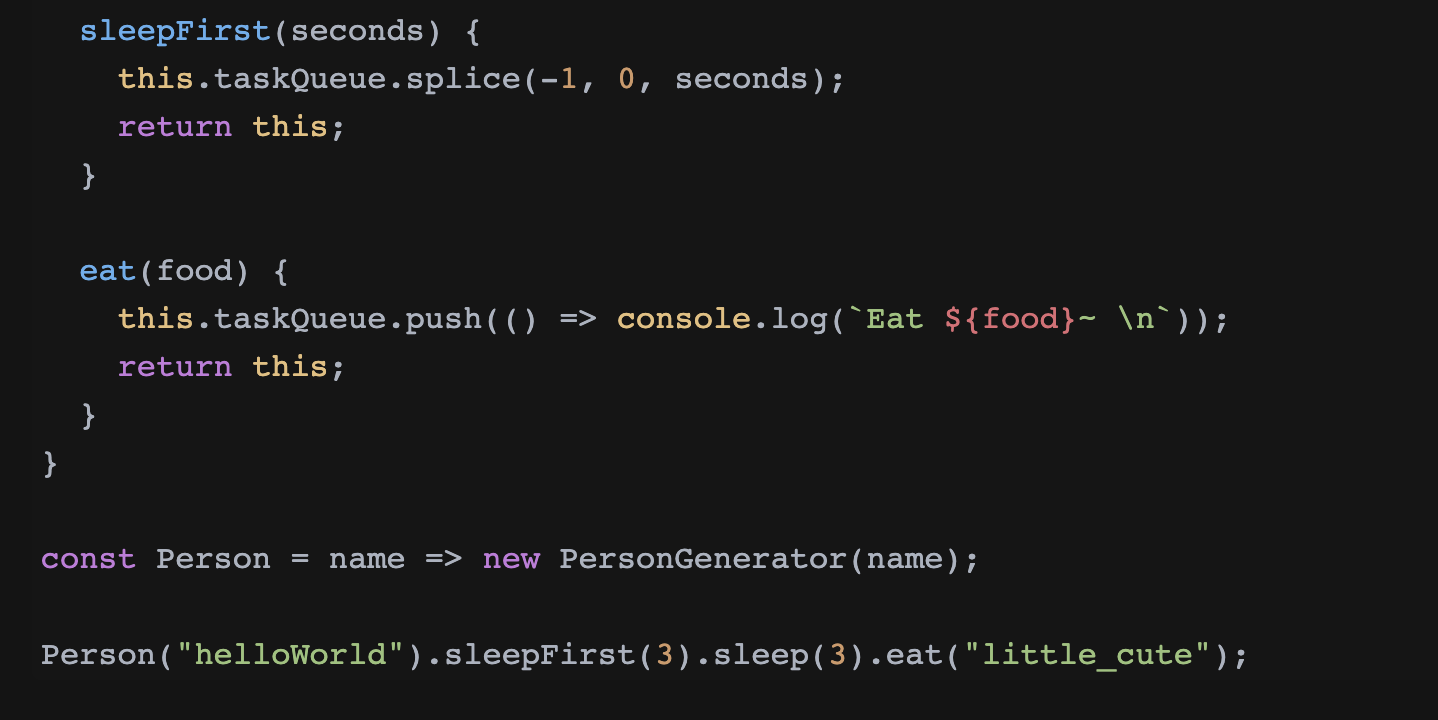 sleepFirst(seconds) {
this.taskQueue.splice(-1, 0, seconds);
return this;
}
eat(food) {
this.taskQueue.push(() => console.log(`Eat ${food}~ \n`));
return this;
}
}
const Person = name => new PersonGenerator(name);
Person("helloWorld").sleepFirst(3).sleep(3).eat("little_cute");